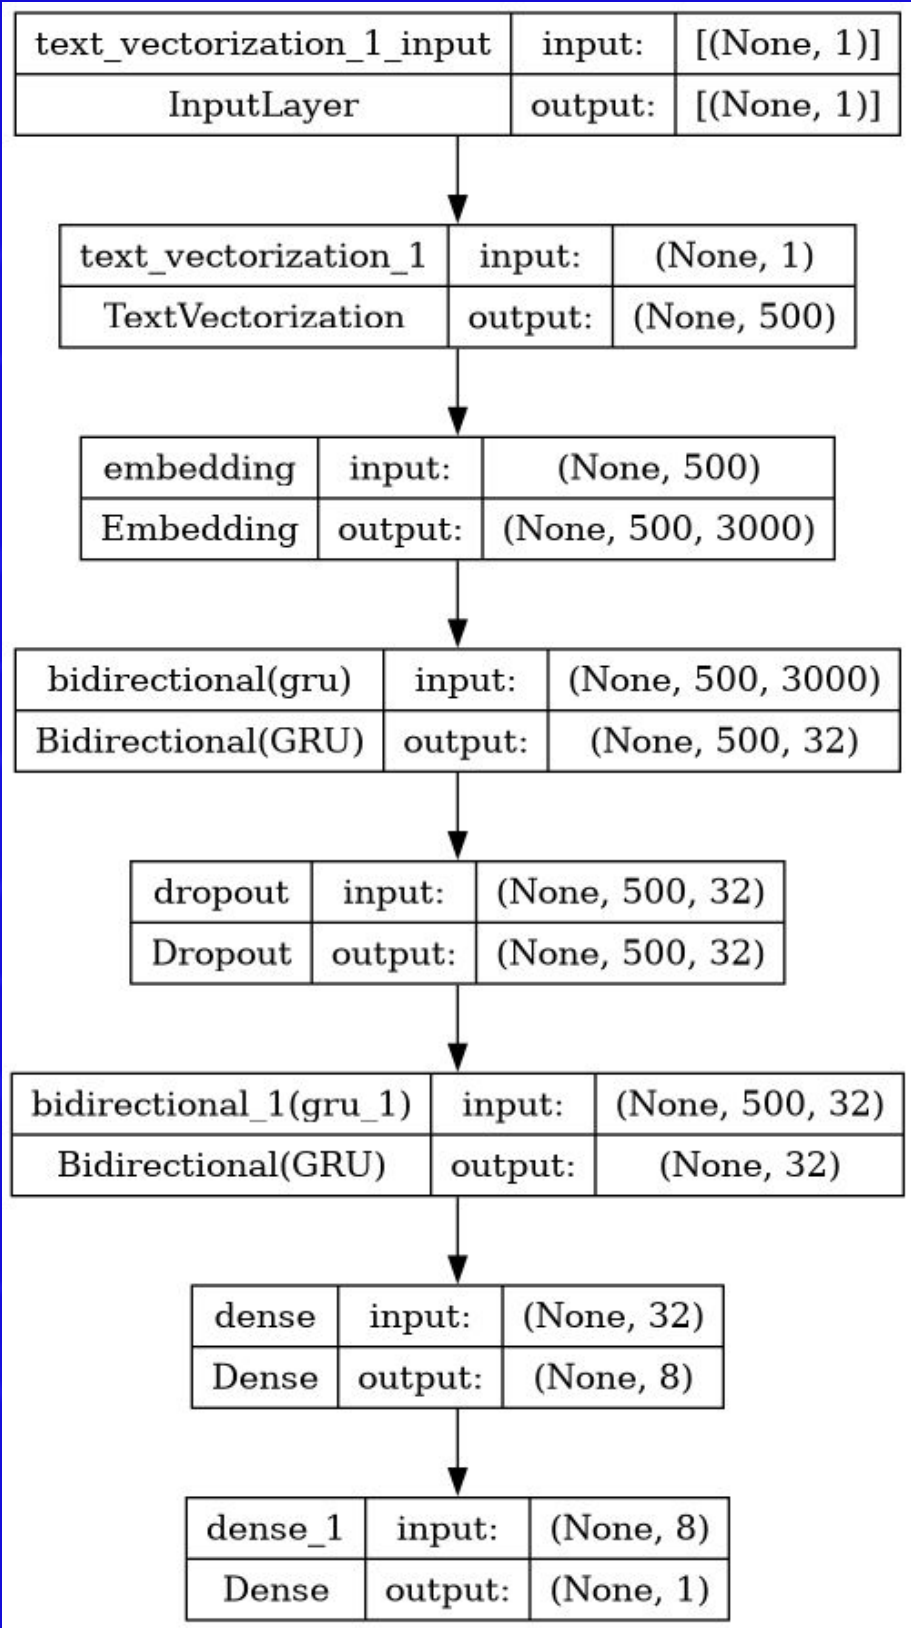 text_vectorization_1_input input: [(None, 1)]
InputLayer output: [(None, 1)]
text_vectorization_1 input: (None, 1)
TextVectorization output: (None, 500)
embedding input: (None, 500)
Embedding output: (None, 500, 3000)
bidirectional(gru) input: (None, 500, 3000)
Bidirectional(GRU) output: (None, 500, 32)
dropout input: (None, 500, 32)
Dropout output: (None, 500, 32)
bidirectional_1(gru_1) input: (None, 500, 32)
Bidirectional(GRU) output: (None, 32)
dense input: (None, 32)
Dense output: (None, 8)
dense_1 input: (None, 8)
Dense output: (None, 1)